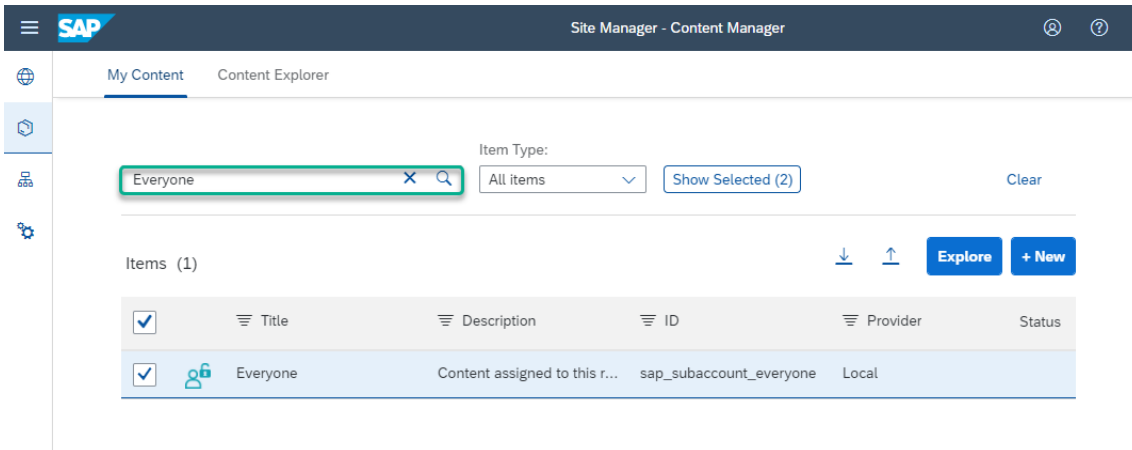 SAP Site Manager - Content Manager
My Content Content Explorer
Item Type:
Everyone All items Show Selected (2) Clear
Items (1) Explore + New
Title Description ID Provider Status
Everyone Content assigned to this r... sap_subaccount_everyone Local